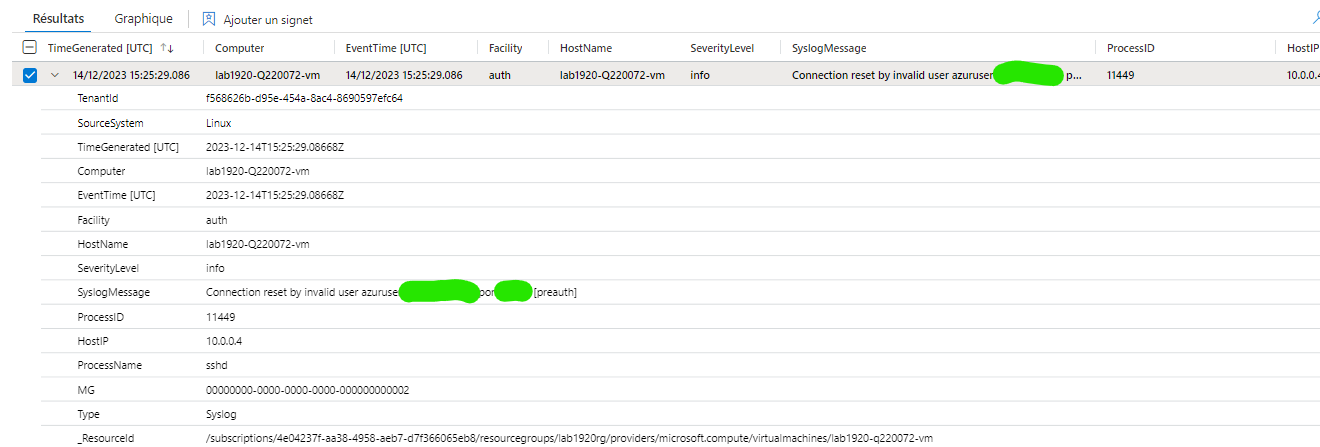 Résultats Graphique Ajouter un signet
TimeGenerated [UTC] ↑↓ Computer EventTime [UTC] Facility HostName SeverityLevel SyslogMessage ProcessID HostIP
14/12/2023 15:25:29.086 lab1920-Q220072-vm 14/12/2023 15:25:29.086 auth lab1920-Q220072-vm info Connection reset by invalid user azuruser p... 11449 10.0.0.4
TenantId f568626b-d95e-454a-8ac4-8690597efc64
SourceSystem Linux
TimeGenerated [UTC] 2023-12-14T15:25:29.08668Z
Computer lab1920-Q220072-vm
EventTime [UTC] 2023-12-14T15:25:29.08668Z
Facility auth
HostName lab1920-Q220072-vm
SeverityLevel info
SyslogMessage Connection reset by invalid user azuruse por [preauth]
ProcessID 11449
HostIP 10.0.0.4
ProcessName sshd
MG 00000000-0000-0000-0000-000000000002
Type Syslog
_ResourceId /subscriptions/4e04237f-aa38-4958-aeb7-d7f366065eb8/resourcegroups/lab1920rg/providers/microsoft.compute/virtualmachines/lab1920-q220072-vm